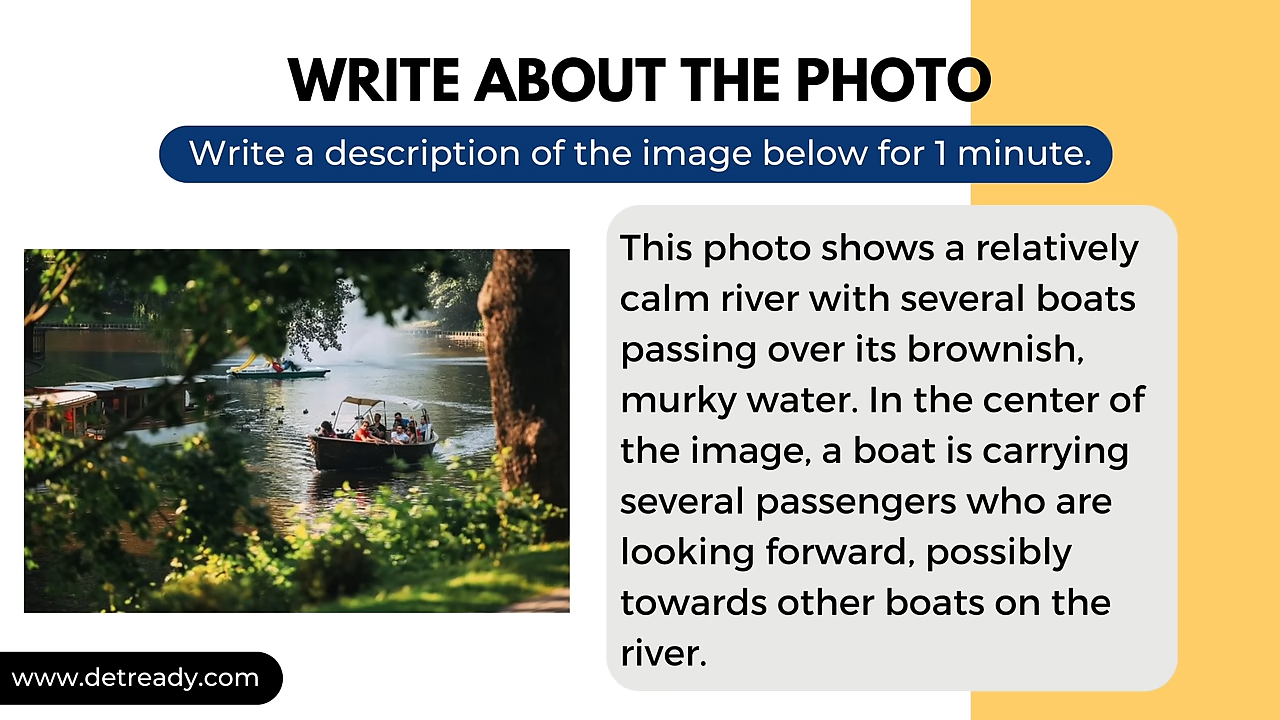 WRITE ABOUT THE PHOTO
Write a description of the image below for 1 minute.
This photo shows a relatively
calm river with several boats
passing over its brownish,
murky water. In the center of
the image, a boat is carrying
several passengers who are
looking forward, possibly
towards other boats on the
river.
www.detready.com